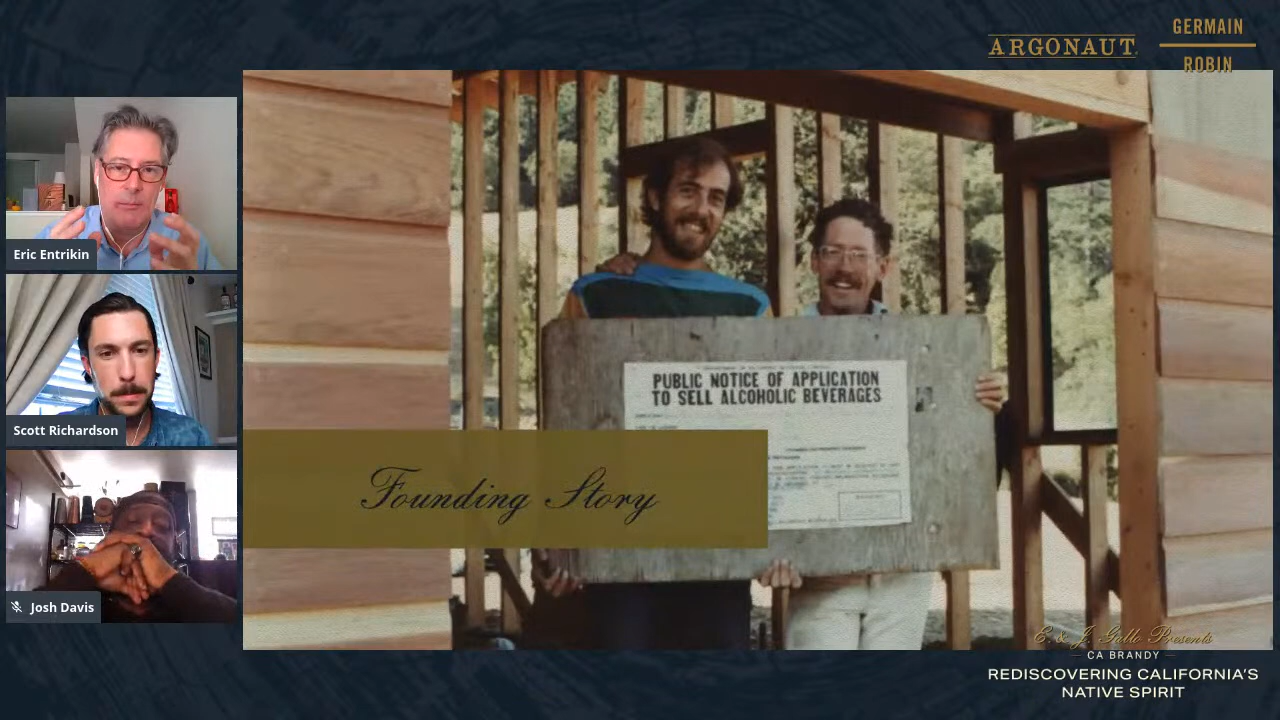 ARGONAUT
GERMAIN
ROBIN
Eric Entrikin
Scott Richardson
Josh Davis
PUBLIC NOTICE OF APPLICATION
TO SELL ALCOHOLIC BEVERAGES
Founding Story
E. & J. Gallo Presents
CA BRANDY
REDISCOVERING CALIFORNIA'S
NATIVE SPIRIT